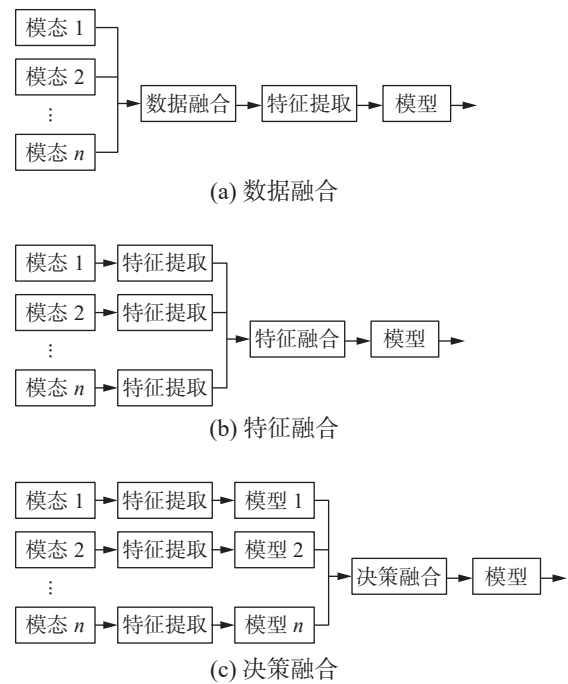 模态 1
模态 2
⋮
数据融合 特征提取 模型
模态 n
(a) 数据融合
模态 1 特征提取
模态 2 特征提取
⋮
特征融合 模型
模态 n 特征提取
(b) 特征融合
模态 1 特征提取 模型 1
模态 2 特征提取 模型 2
⋮
决策融合 模型
模态 n 特征提取 模型 n
(c) 决策融合